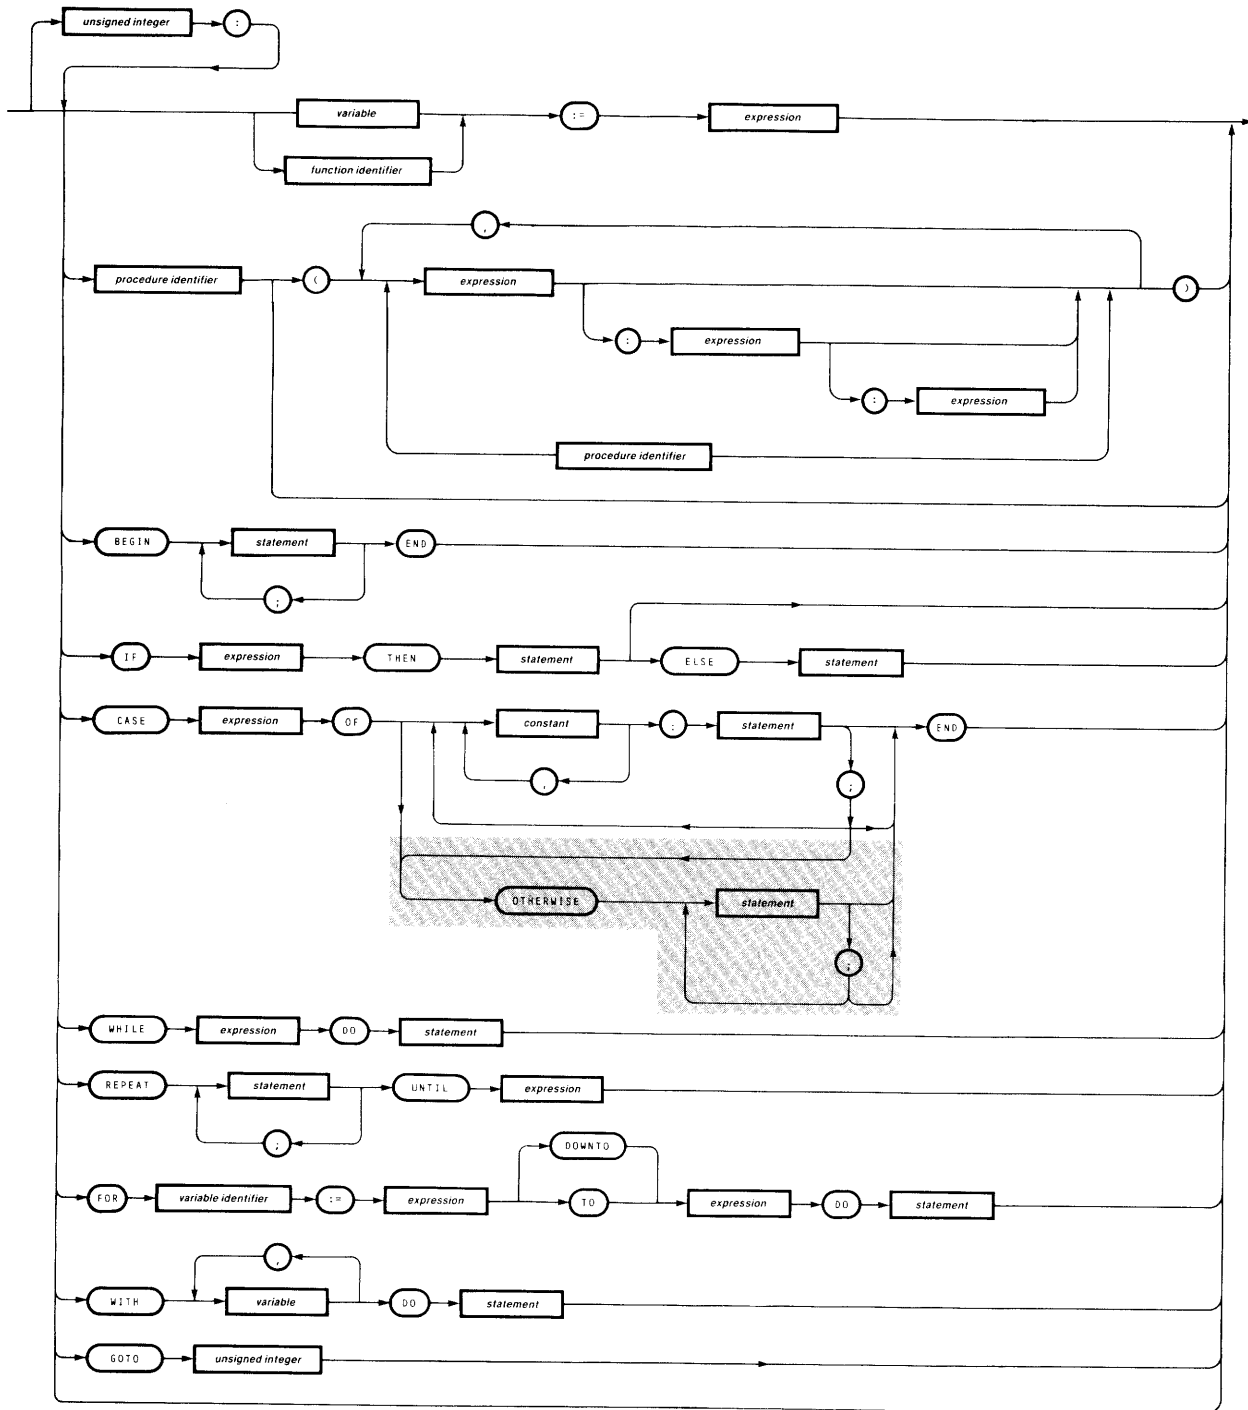 unsigned integer :
variable := expression
function identifier
,
procedure identifier ( expression )
: expression
: expression
procedure identifier
BEGIN statement END
;
IF expression THEN statement ELSE statement
CASE expression OF constant : statement END
, ;
OTHERWISE statement
;
WHILE expression DO statement
REPEAT statement UNTIL expression
;
DOWNTO
FOR variable identifier := expression TO expression DO statement
,
WITH variable DO statement
GOTO unsigned integer